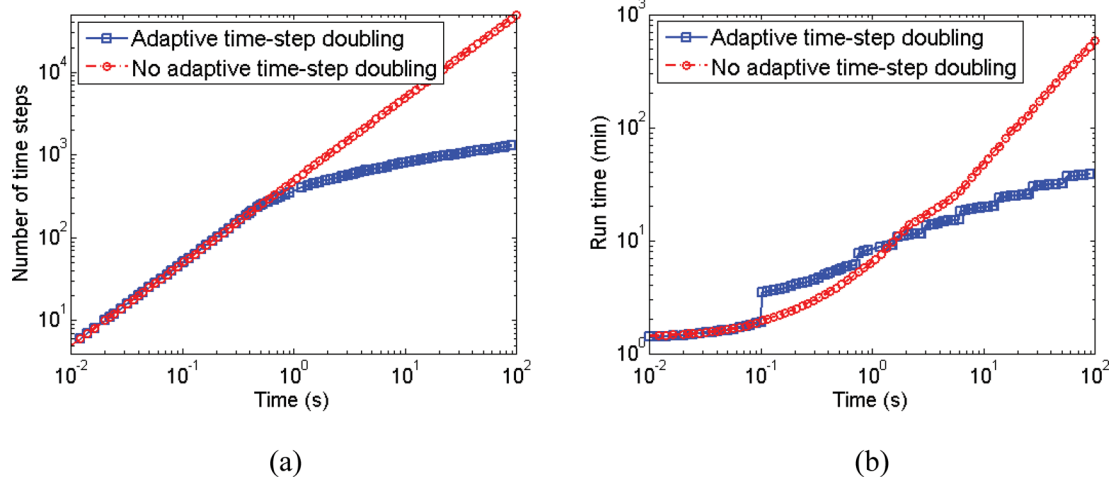 Adaptive time-step doubling
No adaptive time-step doubling
Number of time steps
10^4
10^3
10^2
10^1
10^-2
10^-1
10^0
10^1
10^2
Time (s)
(a)
Adaptive time-step doubling
No adaptive time-step doubling
Run time (min)
10^3
10^2
10^1
10^0
10^-2
10^-1
10^0
10^1
10^2
Time (s)
(b)